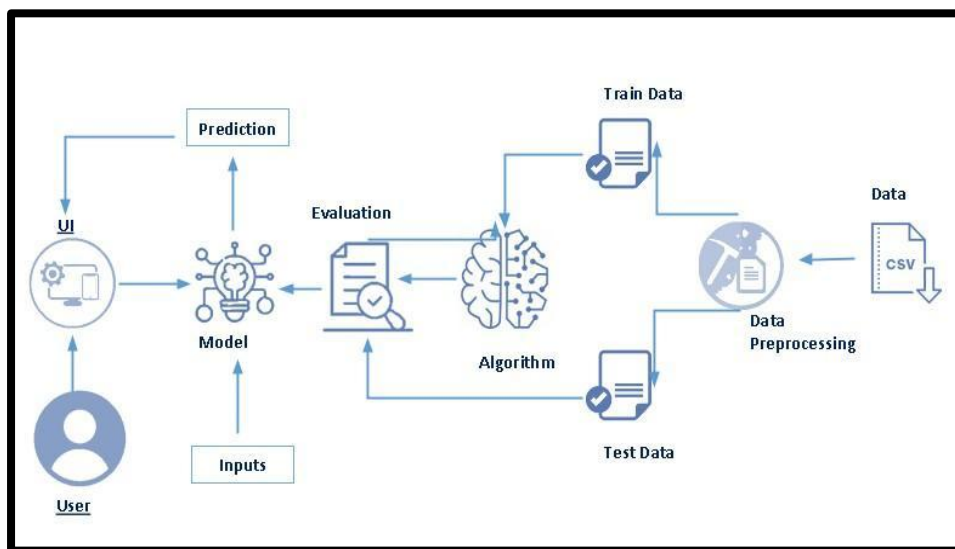 Train Data
Prediction
Data
Evaluation
UI
CSV
Model
Data
Preprocessing
Algorithm
Inputs
Test Data
User